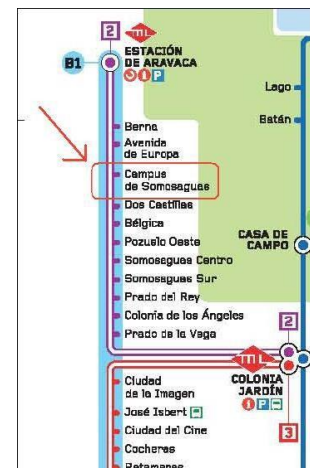 2 ML
ESTACIÓN
DE ARAVACA
B1
P
Lago
Batán
Berna
Avenida
de Europa
Campus
de Somosaguas
Dos Castillas
Bélgica
Pozuelo Oeste
Somosaguas Centro
Somosaguas Sur
Prado del Rey
Colonia de los Ángeles
Prado de la Vega
CASA DE
CAMPO
2
ML
COLONIA
JARDÍN
P
3
Ciudad
de la Imagen
José Isbert
Ciudad del Cine
Cocheras
Retamares